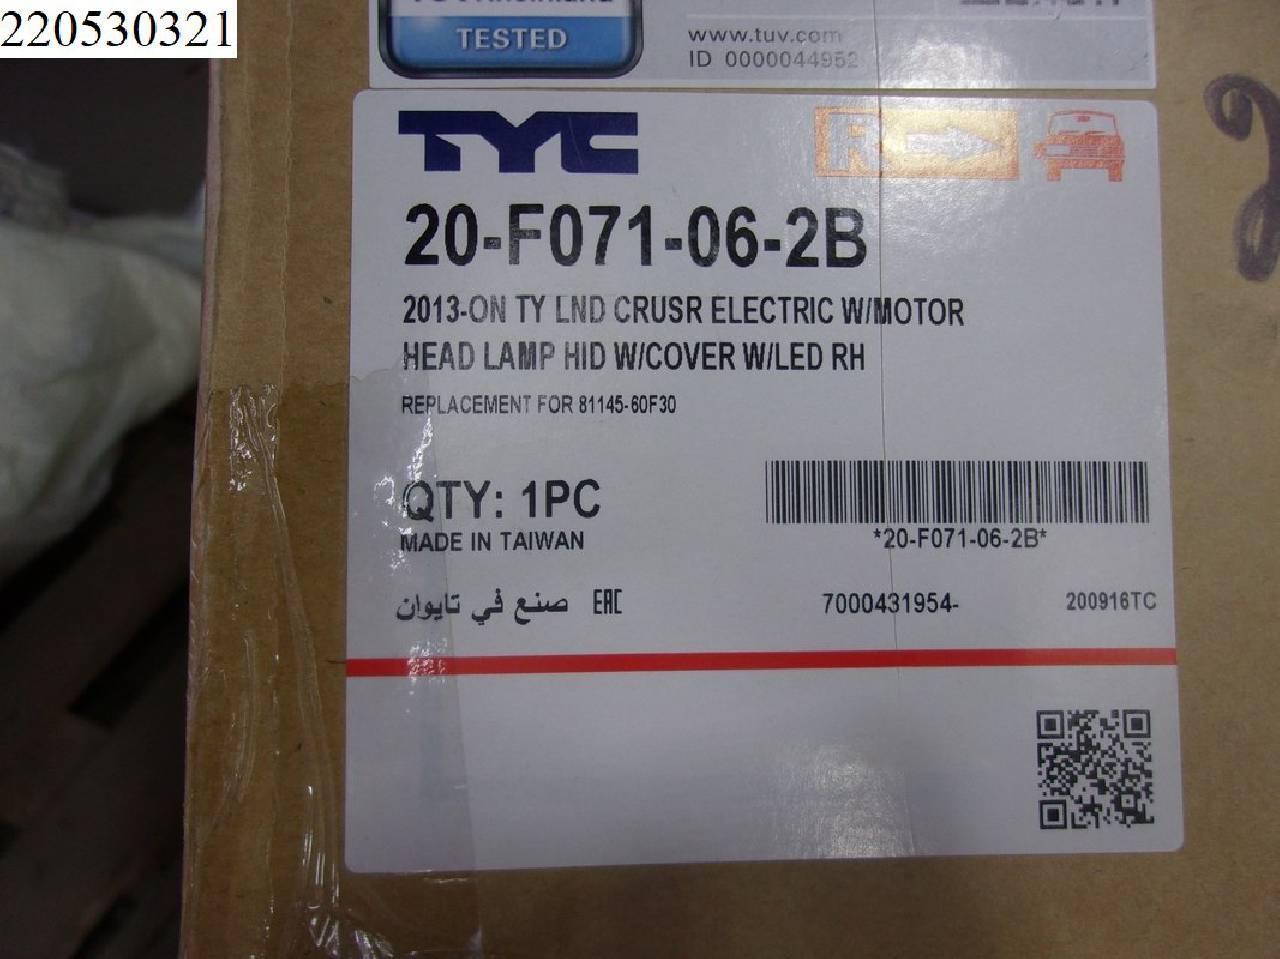 220530321
TESTED
www.tuv.com
ID 0000044952
TYC
R
20-F071-06-2B
2013-ON TY LND CRUSR ELECTRIC W/MOTOR
HEAD LAMP HID W/COVER W/LED RH
REPLACEMENT FOR 81145-60F30
QTY: 1PC
MADE IN TAIWAN
*20-F071-06-2B*
صنع في تايوان EAC
7000431954-
200916TC